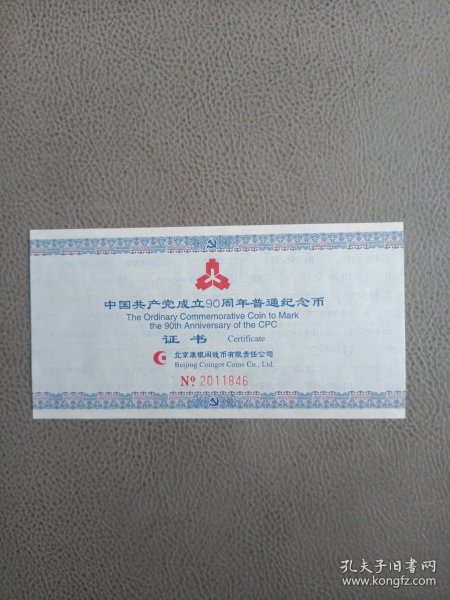 中国共产党成立90周年普通纪念币
The Ordinary Commemorative Coin to Mark
the 90th Anniversary of the CPC
证书 Certificate
北京康银阁钱币有限责任公司
Beijing Coingot Coins Co., Ltd.
Nº 2011846
孔夫子旧书网
www.kongfz.com